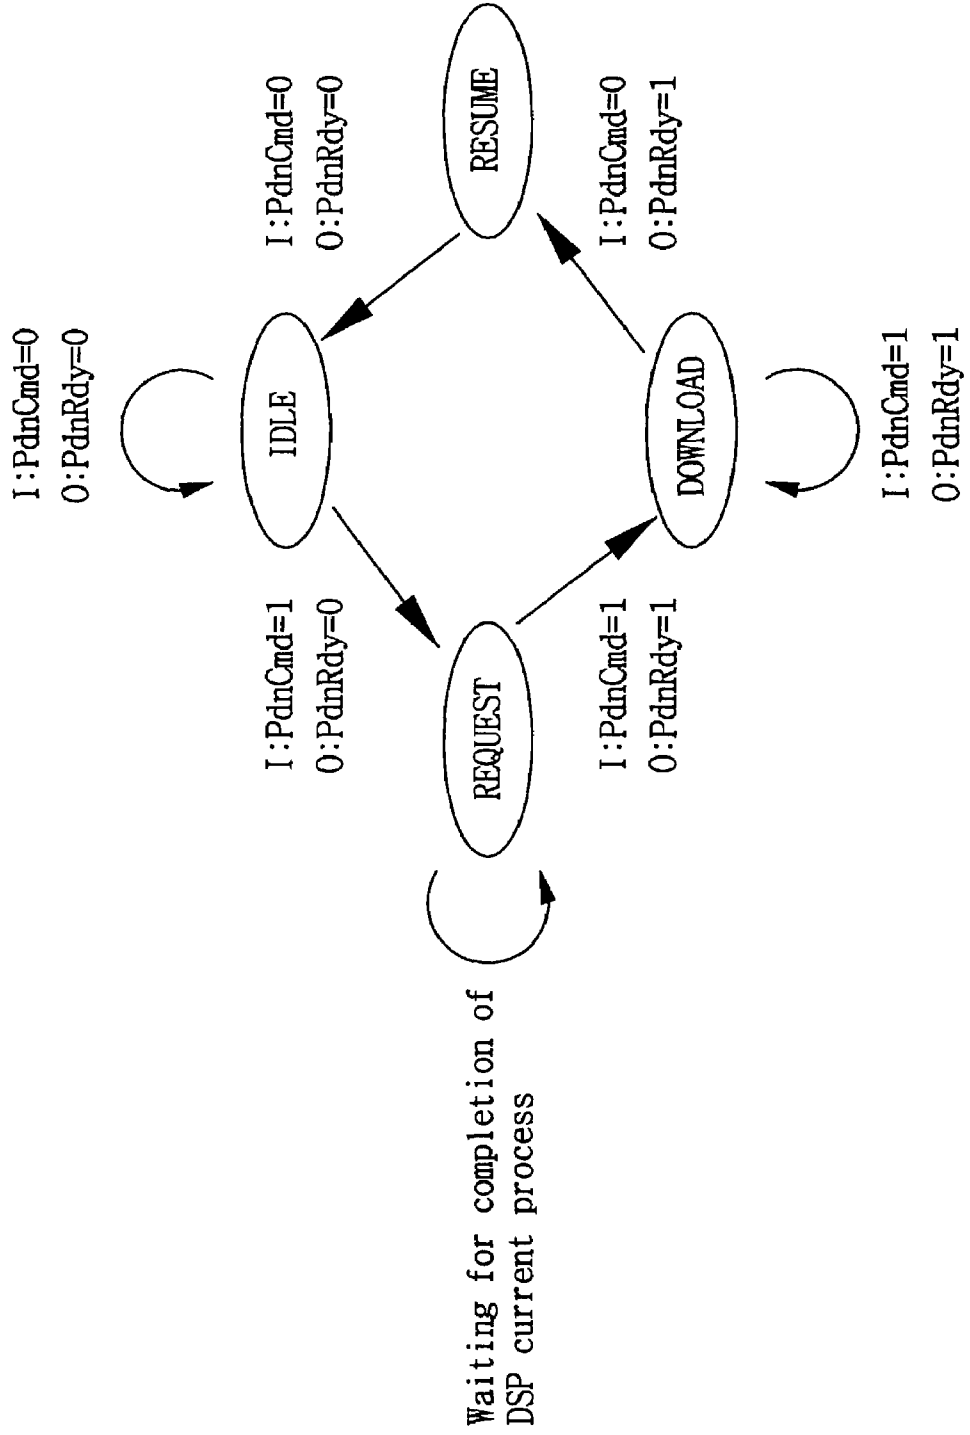 I:PdnCmd=0
O:PdnRdy=0
I:PdnCmd=1
O:PdnRdy=0
IDLE
I:PdnCmd=0
O:PdnRdy=0
Waiting for completion of
DSP current process
REQUEST
RESUME
I:PdnCmd=1
O:PdnRdy=1
DOWNLOAD
I:PdnCmd=0
O:PdnRdy=1
I:PdnCmd=1
O:PdnRdy=1